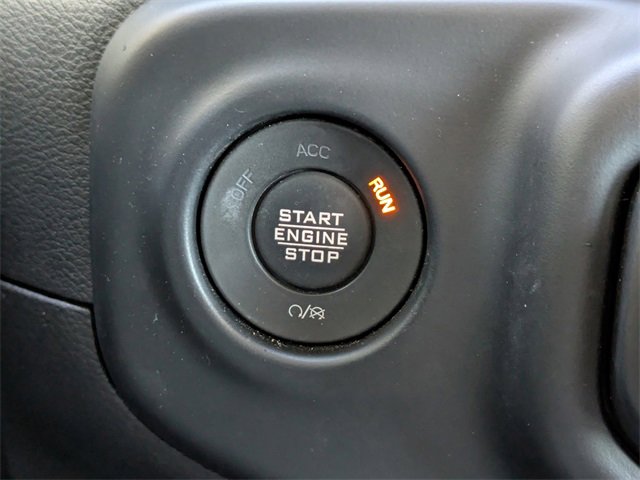 ACC
OFF
RUN
START
ENGINE
STOP